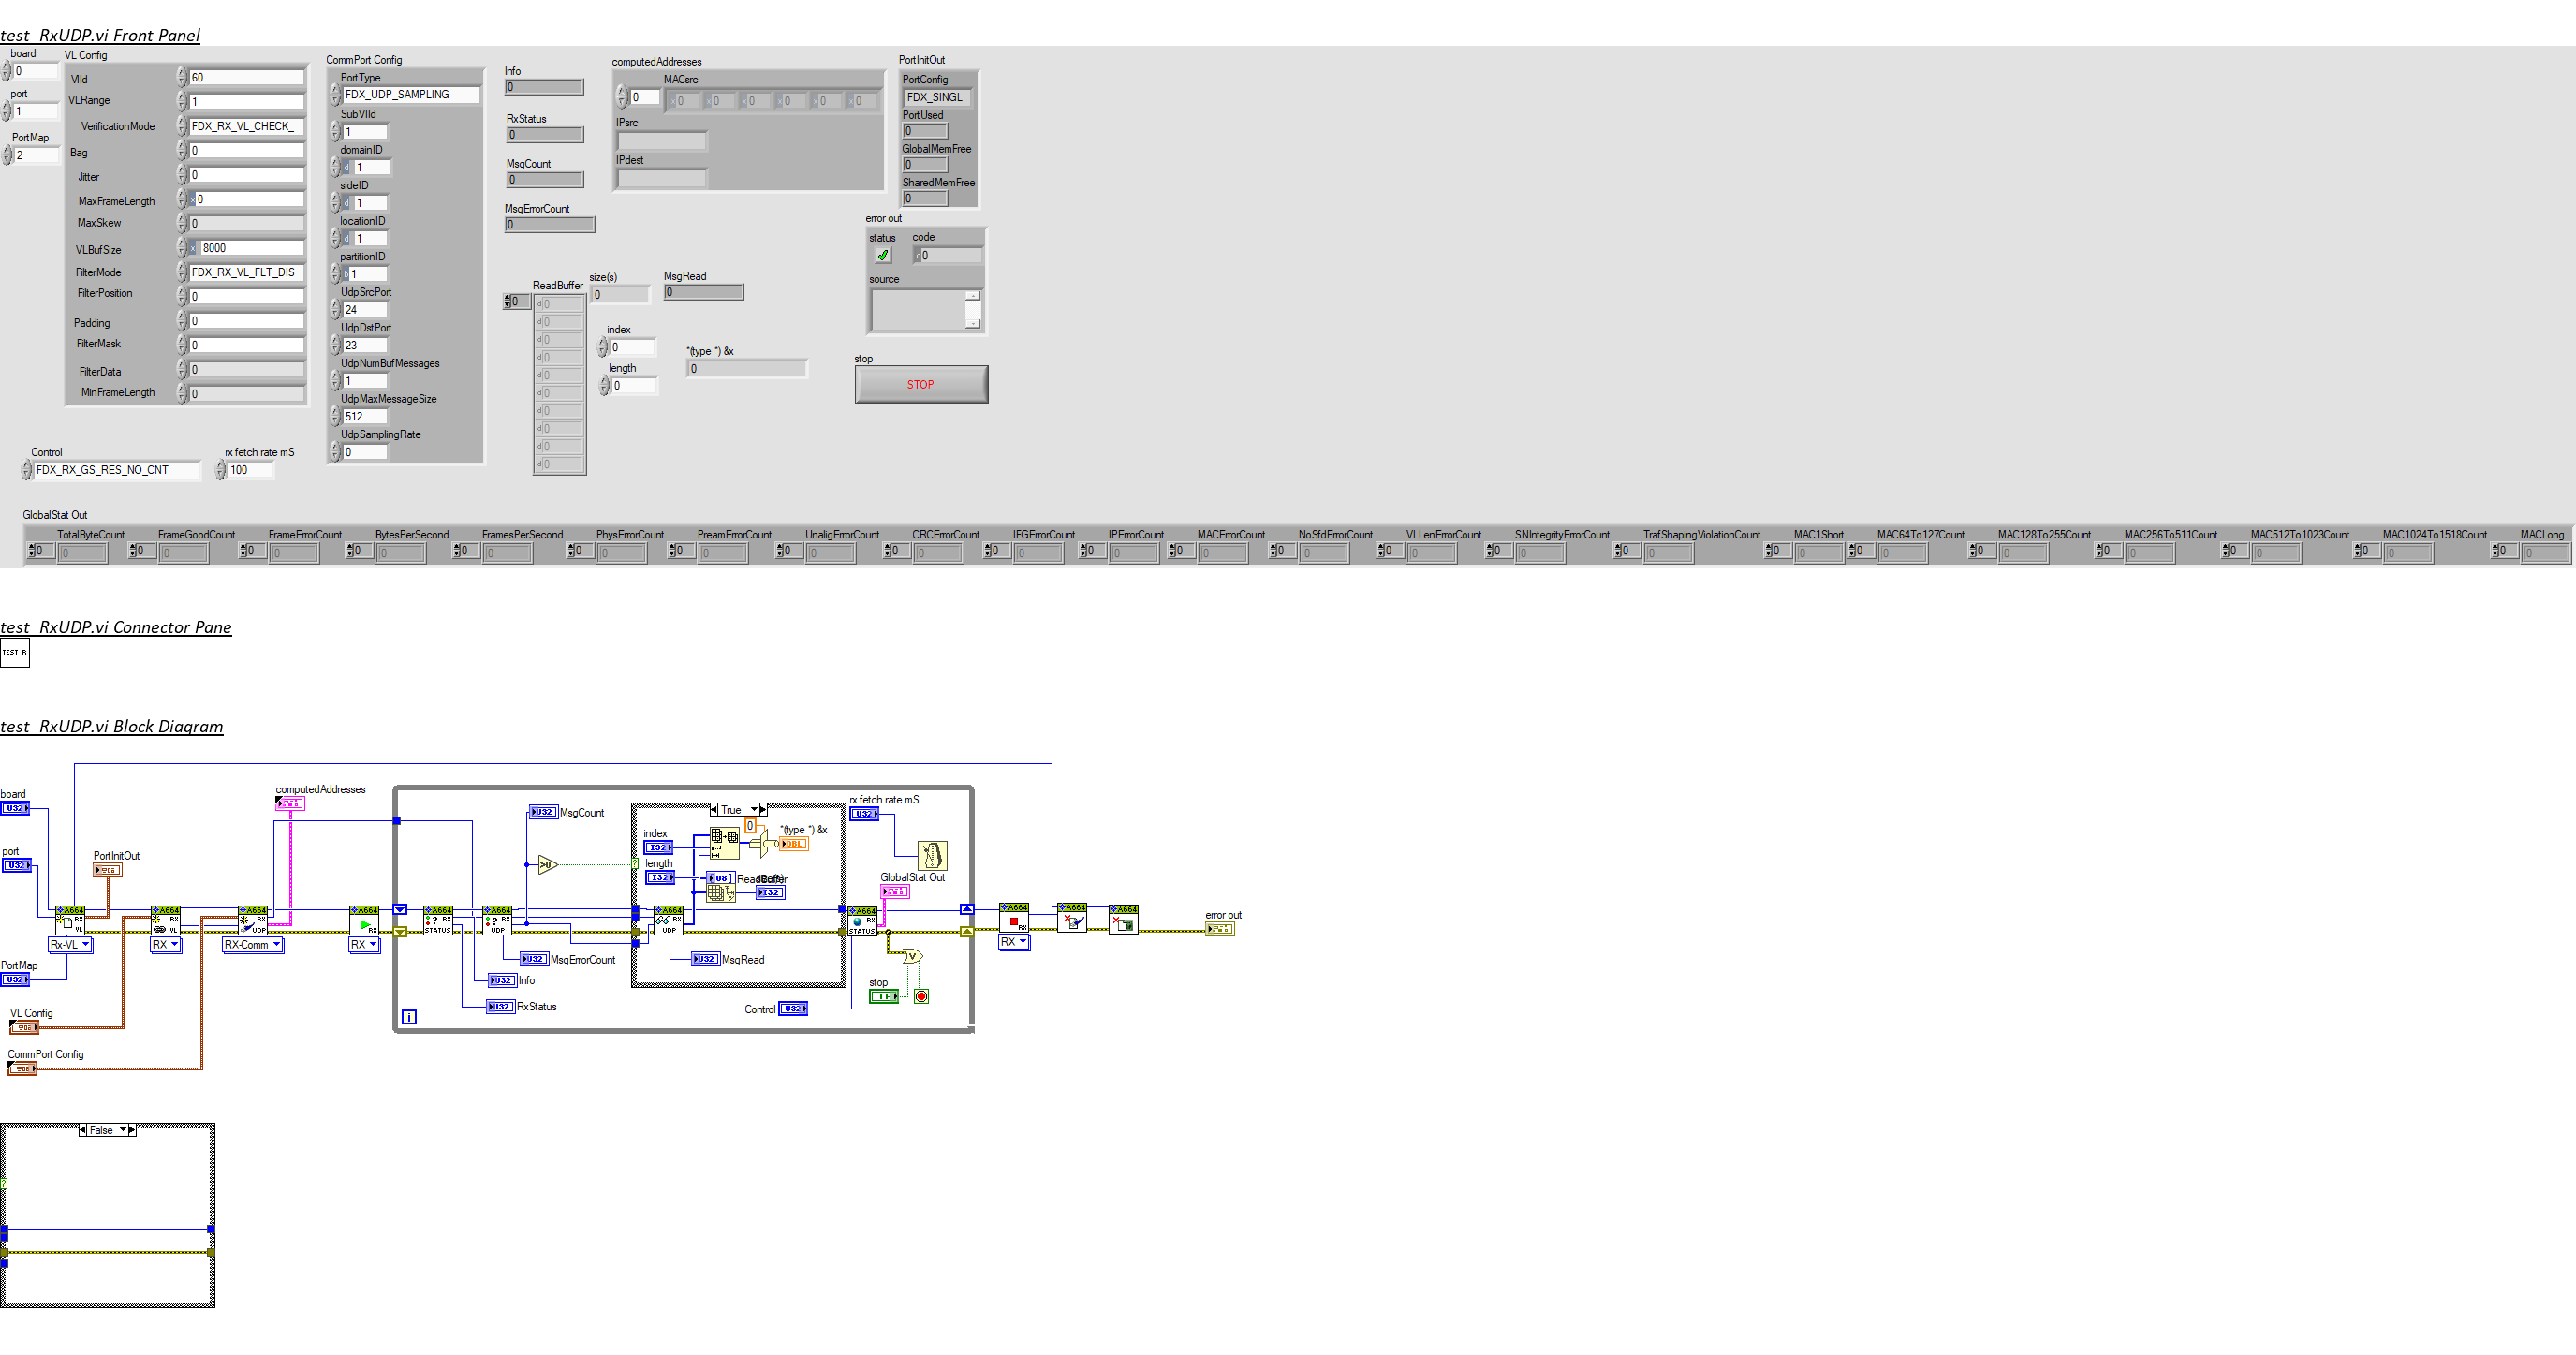 test_RxUDP.vi Front Panel
board
0
port
1
PortMap
2
VL Config
VlId
60
VLRange
1
VerificationMode
FDX_RX_VL_CHECK_
Bag
0
Jitter
0
MaxFrameLength
x 0
MaxSkew
0
VLBufSize
x 8000
FilterMode
FDX_RX_VL_FLT_DIS
FilterPosition
0
Padding
0
FilterMask
0
FilterData
0
MinFrameLength
0
CommPort Config
PortType
FDX_UDP_SAMPLING
SubVlId
1
domainID
d 1
sideID
d 1
locationID
d 1
partitionID
b 1
UdpSrcPort
24
UdpDstPort
23
UdpNumBufMessages
1
UdpMaxMessageSize
512
UdpSamplingRate
0
Control
FDX_RX_GS_RES_NO_CNT
rx fetch rate mS
100
Info
0
RxStatus
0
MsgCount
0
MsgErrorCount
0
computedAddresses
0
MACsrc
x 0 x 0 x 0 x 0 x 0 x 0
IPsrc
IPdest
PortInitOut
PortConfig
FDX_SINGL
PortUsed
0
GlobalMemFree
0
SharedMemFree
0
error out
status code
d 0
source
ReadBuffer
0
d 0
d 0
d 0
d 0
d 0
d 0
d 0
d 0
d 0
d 0
size(s)
0
MsgRead
0
index
0
length
0
*(type *) &x
0
stop
STOP
GlobalStat Out
TotalByteCount FrameGoodCount FrameErrorCount BytesPerSecond FramesPerSecond PhysErrorCount PreamErrorCount UnaligErrorCount CRCErrorCount IFGErrorCount IPErrorCount MACErrorCount NoSfdErrorCount VLLenErrorCount SNIntegrityErrorCount TrafShapingViolationCount MAC1Short MAC64To127Count MAC128To255Count MAC256To511Count MAC512To1023Count MAC1024To1518Count MACLong
0 0 0 0 0 0 0 0 0 0 0 0 0 0 0 0 0 0 0 0 0 0 0 0 0 0 0 0 0 0 0 0 0 0 0 0 0 0 0 0 0 0 0 0 0 0
test_RxUDP.vi Connector Pane
TEST_R
test_RxUDP.vi Block Diagram
board
U32
port
U32
PortInitOut
computedAddresses
A664
RX
VL
Rx-VL
A664
RX
VL
RX
A664
RX
UDP
RX-Comm
A664
RX
RX
PortMap
U32
VL Config
CommPort Config
A664
? RX
STATUS
A664
? RX
UDP
U32 MsgCount
>0
U32 MsgErrorCount
U32 Info
U32 RxStatus
i
True
?
index
I32
length
I32
0
*(type *) &x
DBL
U8
I32
A664
RX
UDP
U32 MsgRead
Control U32
rx fetch rate mS
U32
GlobalStat Out
A664
RX
STATUS
V
stop
TF
A664
RX
RX
A664
A664
error out
False
?